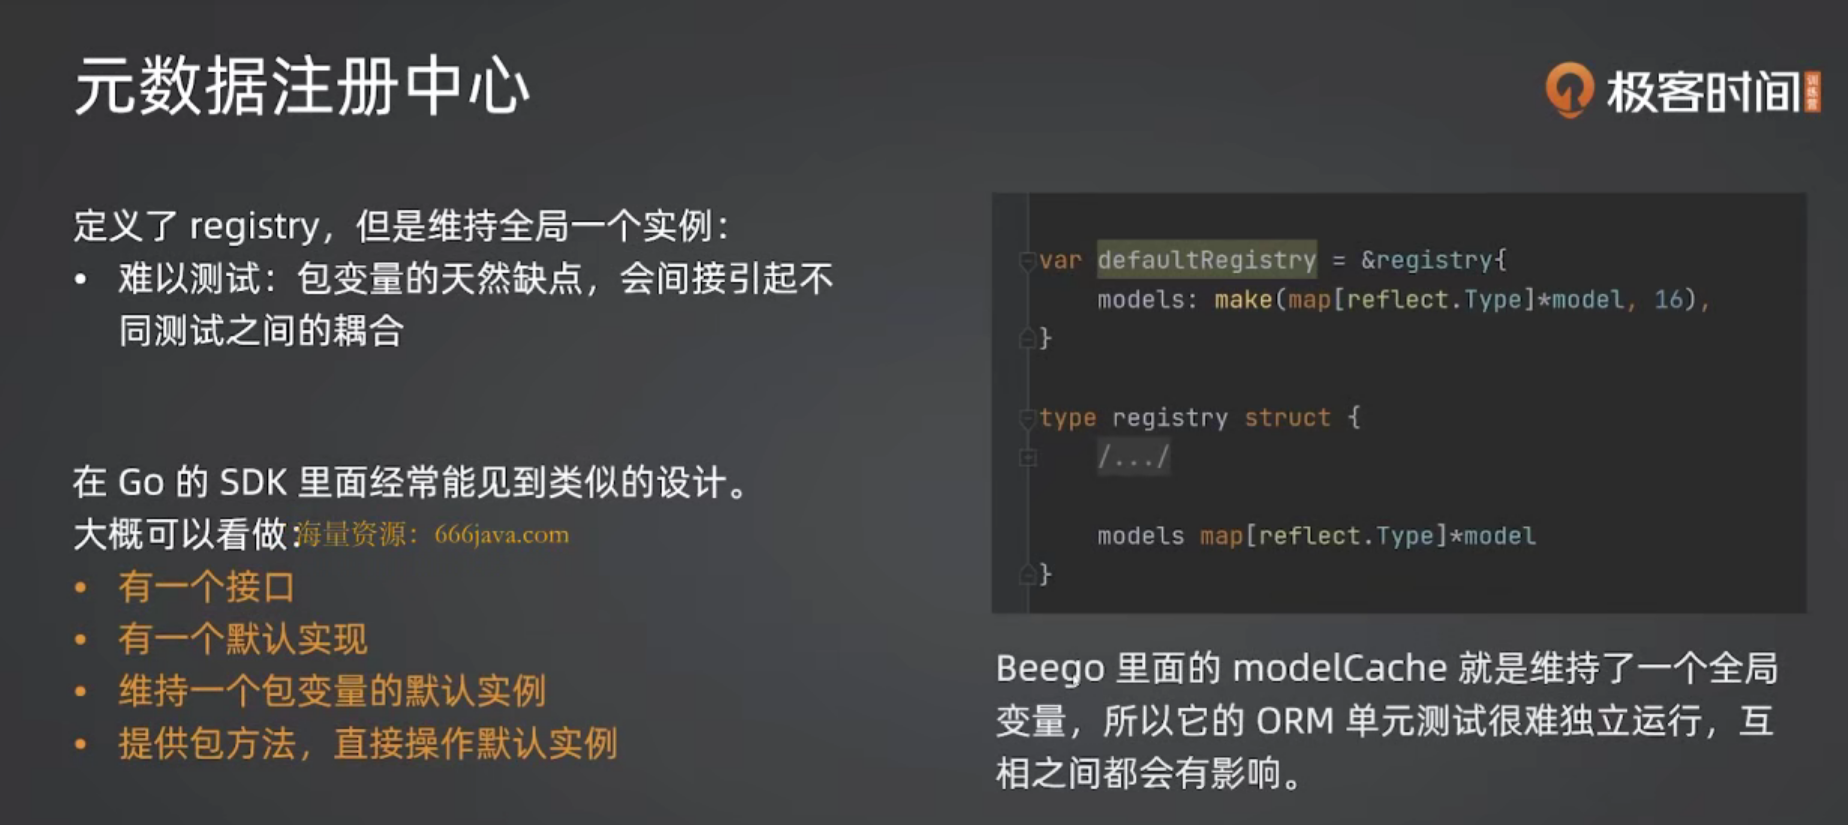 元数据注册中心
极客时间
训练营
定义了 registry，但是维持全局一个实例：
• 难以测试：包变量的天然缺点，会间接引起不
同测试之间的耦合
在 Go 的 SDK 里面经常能见到类似的设计。
大概可以看做：
海量资源：666java.com
• 有一个接口
• 有一个默认实现
• 维持一个包变量的默认实例
• 提供包方法，直接操作默认实例
var defaultRegistry = &registry{
models: make(map[reflect.Type]*model, 16),
}
type registry struct {
/.../
models map[reflect.Type]*model
}
Beego 里面的 modelCache 就是维持了一个全局
变量，所以它的 ORM 单元测试很难独立运行，互
相之间都会有影响。